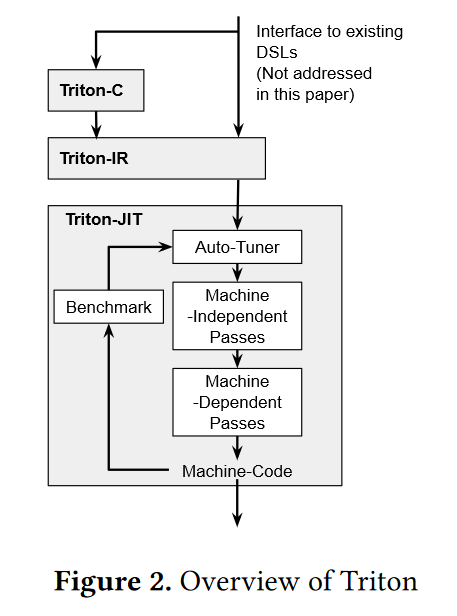 Interface to existing
DSLs
(Not addressed
in this paper)
Triton-C
Triton-IR
Triton-JIT
Auto-Tuner
Benchmark
Machine
-Independent
Passes
Machine
-Dependent
Passes
Machine-Code
Figure 2. Overview of Triton